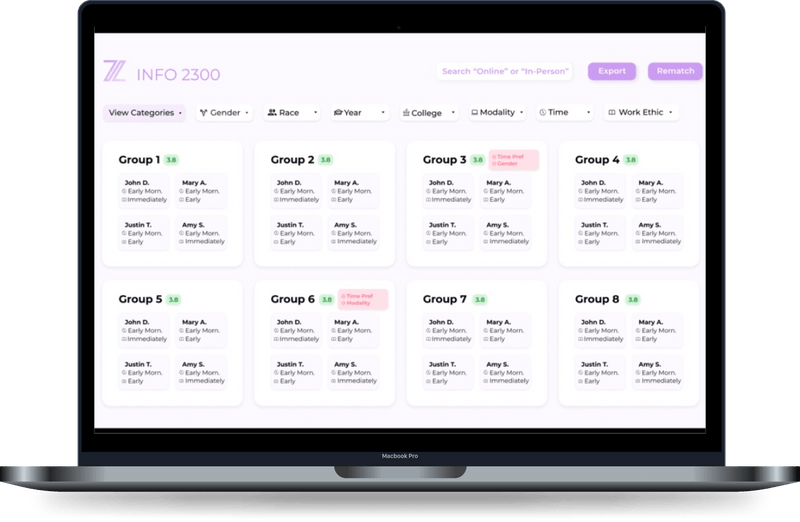 INFO 2300
Search “Online” or “In-Person”
Export
Rematch
View Categories
Gender
Race
Year
College
Modality
Time
Work Ethic
Group 1 3.8
John D.
Early Morn.
Immediately
Mary A.
Early Morn.
Early
Justin T.
Early Morn.
Early
Amy S.
Early Morn.
Immediately
Group 2 3.8
John D.
Early Morn.
Immediately
Mary A.
Early Morn.
Early
Justin T.
Early Morn.
Early
Amy S.
Early Morn.
Immediately
Group 3 3.8
Time Pref
Gender
John D.
Early Morn.
Immediately
Mary A.
Early Morn.
Early
Justin T.
Early Morn.
Early
Amy S.
Early Morn.
Immediately
Group 4 3.8
John D.
Early Morn.
Immediately
Mary A.
Early Morn.
Early
Justin T.
Early Morn.
Early
Amy S.
Early Morn.
Immediately
Group 5 3.8
John D.
Early Morn.
Immediately
Mary A.
Early Morn.
Early
Justin T.
Early Morn.
Early
Amy S.
Early Morn.
Immediately
Group 6 3.8
Time Pref
Modality
John D.
Early Morn.
Immediately
Mary A.
Early Morn.
Early
Justin T.
Early Morn.
Early
Amy S.
Early Morn.
Immediately
Group 7 3.8
John D.
Early Morn.
Immediately
Mary A.
Early Morn.
Early
Justin T.
Early Morn.
Early
Amy S.
Early Morn.
Immediately
Group 8 3.8
John D.
Early Morn.
Immediately
Mary A.
Early Morn.
Early
Justin T.
Early Morn.
Early
Amy S.
Early Morn.
Immediately
Macbook Pro